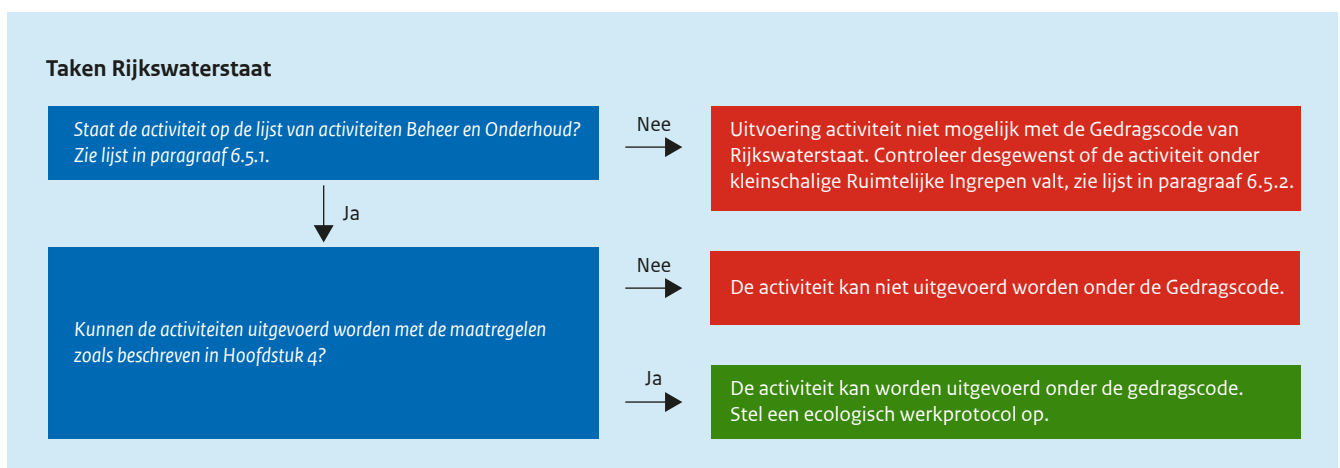 Taken Rijkswaterstaat
Staat de activiteit op de lijst van activiteiten Beheer en Onderhoud?
Zie lijst in paragraaf 6.5.1.
Nee
Uitvoering activiteit niet mogelijk met de Gedragscode van
Rijkswaterstaat. Controleer desgewenst of de activiteit onder
kleinschalige Ruimtelijke Ingrepen valt, zie lijst in paragraaf 6.5.2.
Ja
Kunnen de activiteiten uitgevoerd worden met de maatregelen
zoals beschreven in Hoofdstuk 4?
Nee
De activiteit kan niet uitgevoerd worden onder de Gedragscode.
Ja
De activiteit kan worden uitgevoerd onder de gedragscode.
Stel een ecologisch werkprotocol op.